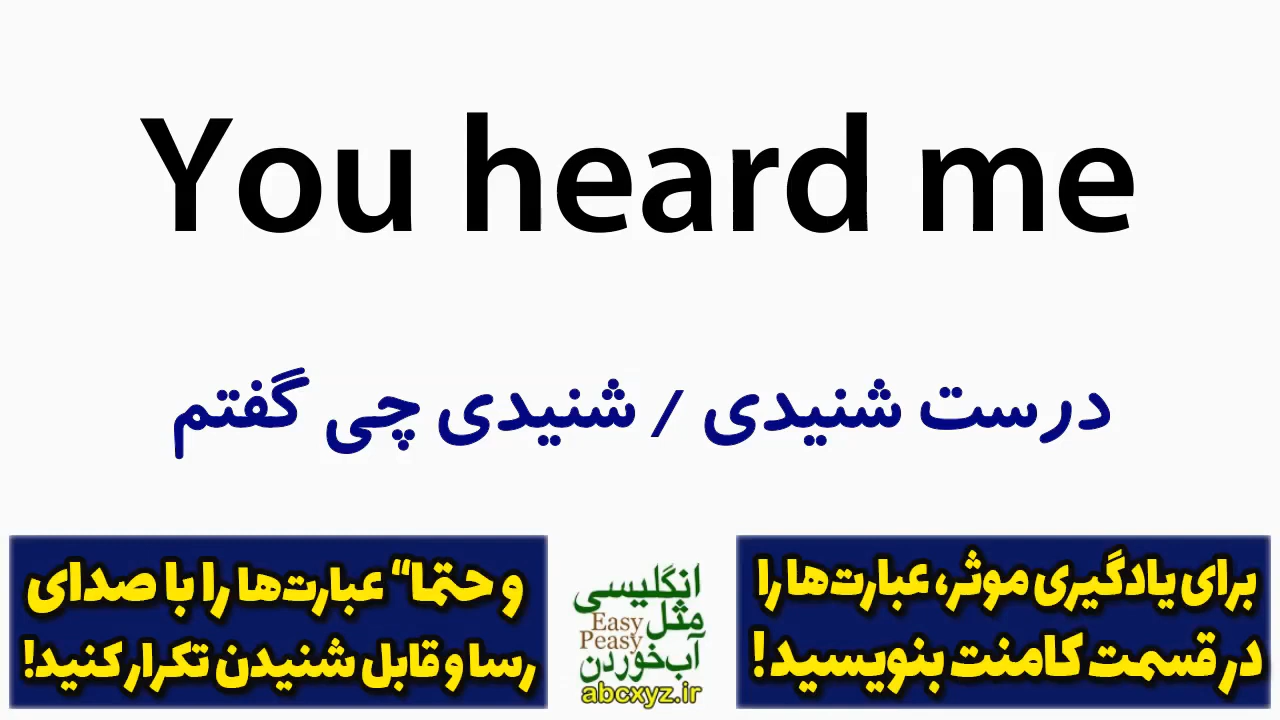 You heard me
درست شنیدی / شنیدی چی گفتم
برای یادگیری موثر، عبارت‌ها را
در قسمت کامنت بنویسید!
انگلیسی
مثل
Easy
Peasy
آب‌خوردن
abcxyz.ir
و حتما“ عبارت‌ها را با صدای
رسا و قابل شنیدن تکرار کنید!